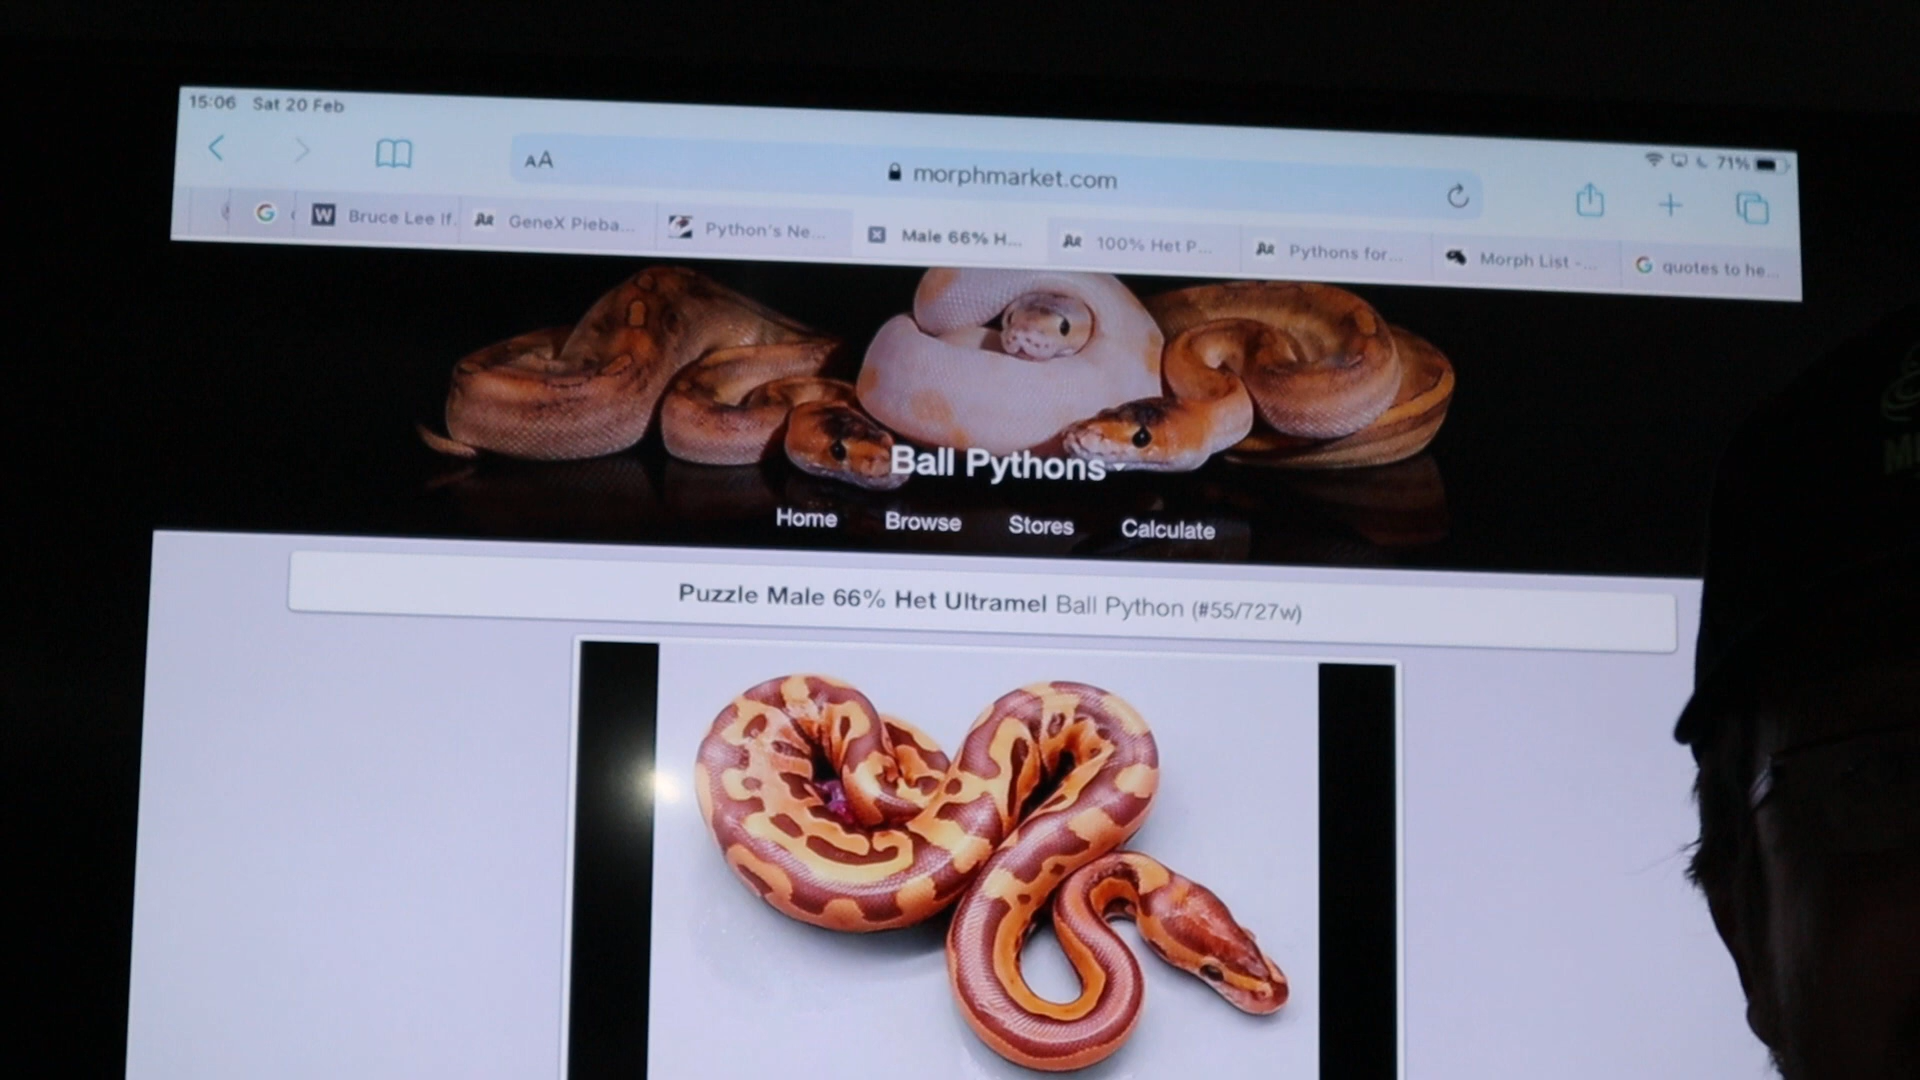 15:06 Sat 20 Feb
71%
AA
morphmarket.com
G
W Bruce Lee If.
GeneX Pieba...
Python's Ne...
Male 66% H...
100% Het P...
Pythons for...
Morph List -...
G quotes to he...
Ball Pythons
Home Browse Stores Calculate
Puzzle Male 66% Het Ultramel Ball Python (#55/727w)